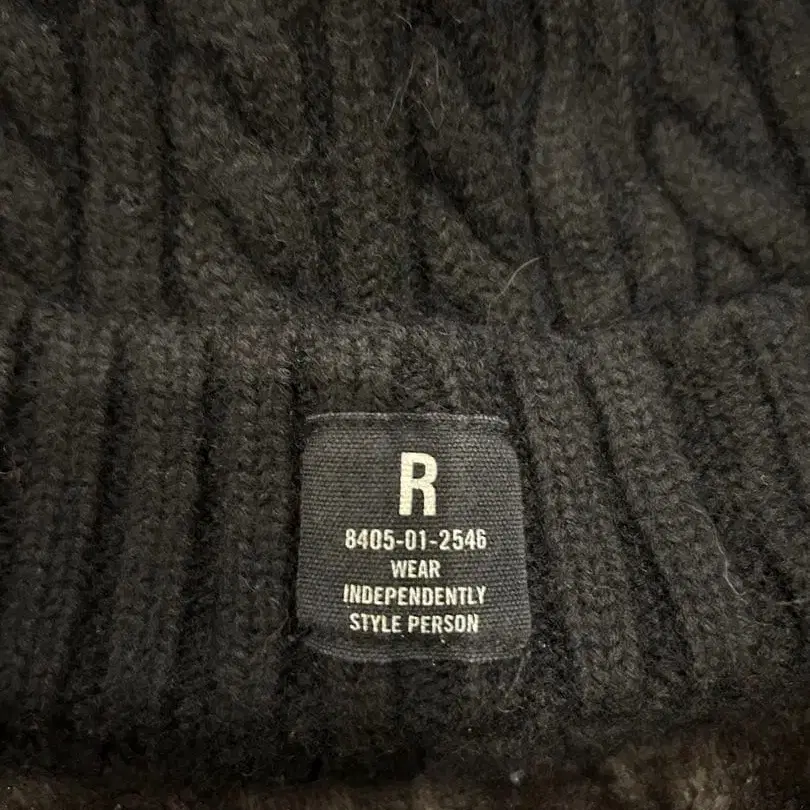 R
8405-01-2546
WEAR
INDEPENDENTLY
STYLE PERSON